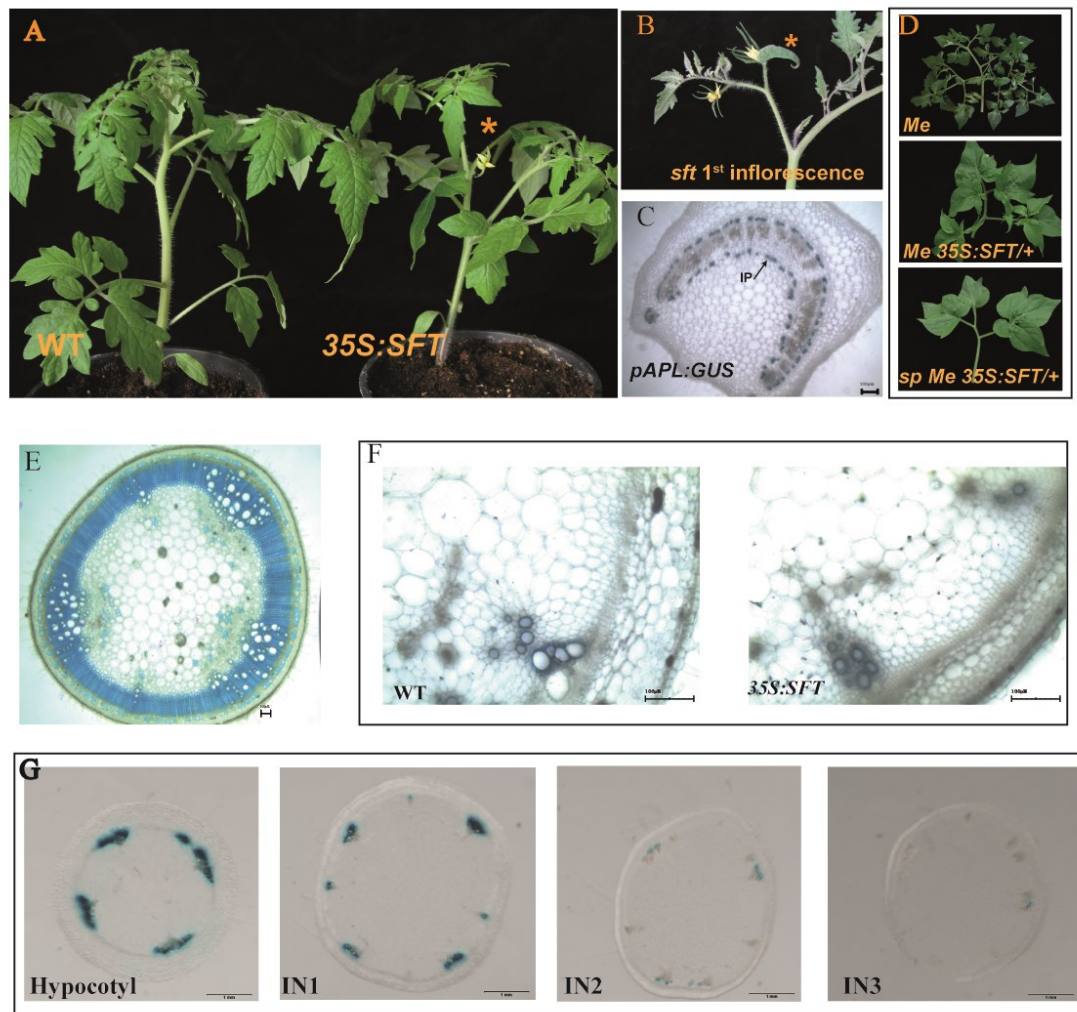 A
WT
35S:SFT
*
B
*
sft 1st inflorescence
C
IP
pAPL:GUS
D
Me
Me 35S:SFT/+
sp Me 35S:SFT/+
E
F
WT
100µM
35S:SFT
100µM
G
Hypocotyl
1 mm
IN1
1 mm
IN2
1 mm
IN3
1 mm